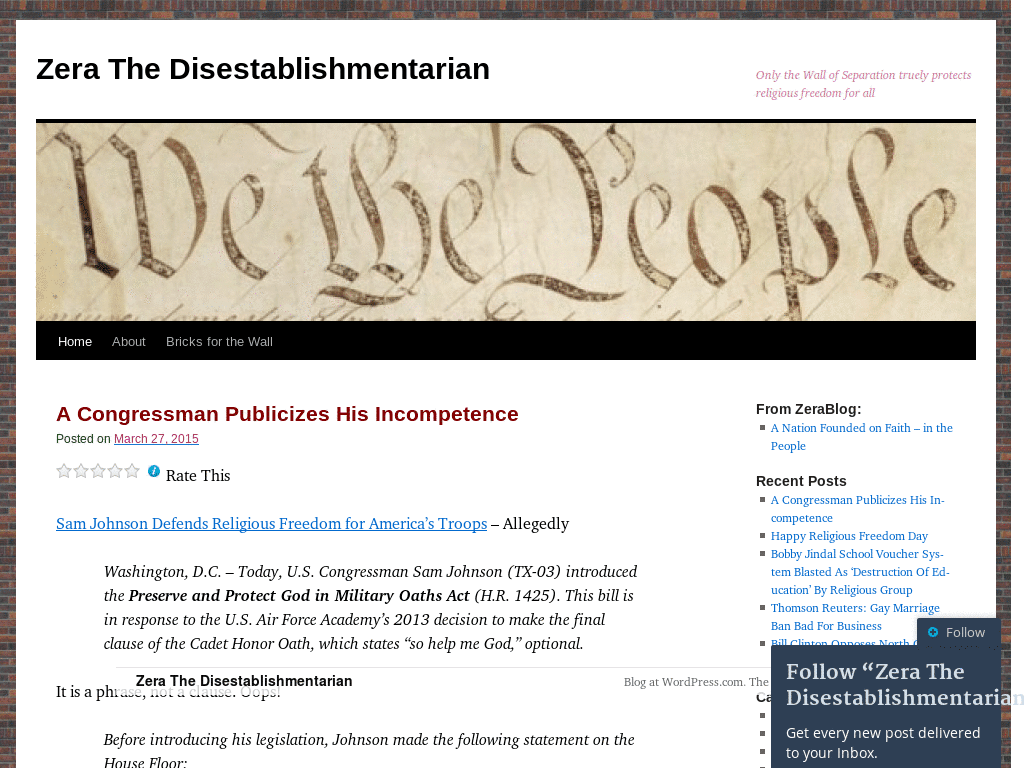 Zera The Disestablishmentarian
Only the Wall of Separation truely protects
religious freedom for all
We the People
Home About Bricks for the Wall
A Congressman Publicizes His Incompetence
Posted on March 27, 2015
Rate This
Sam Johnson Defends Religious Freedom for America’s Troops – Allegedly
Washington, D.C. – Today, U.S. Congressman Sam Johnson (TX-03) introduced
the Preserve and Protect God in Military Oaths Act (H.R. 1425). This bill is
in response to the U.S. Air Force Academy’s 2013 decision to make the final
clause of the Cadet Honor Oath, which states “so help me God,” optional.
It is a phrase, not a clause. Oops!
Before introducing his legislation, Johnson made the following statement on the
House Floor:
From ZeraBlog:
A Nation Founded on Faith – in the
People
Recent Posts
A Congressman Publicizes His In-
competence
Happy Religious Freedom Day
Bobby Jindal School Voucher Sys-
tem Blasted As ‘Destruction Of Ed-
ucation’ By Religious Group
Thomson Reuters: Gay Marriage
Ban Bad For Business
Bill Clinton Opposes North
Zera The Disestablishmentarian
Blog at WordPress.com. The
Follow
Follow “Zera The
Disestablishmentarian
Get every new post delivered
to your Inbox.